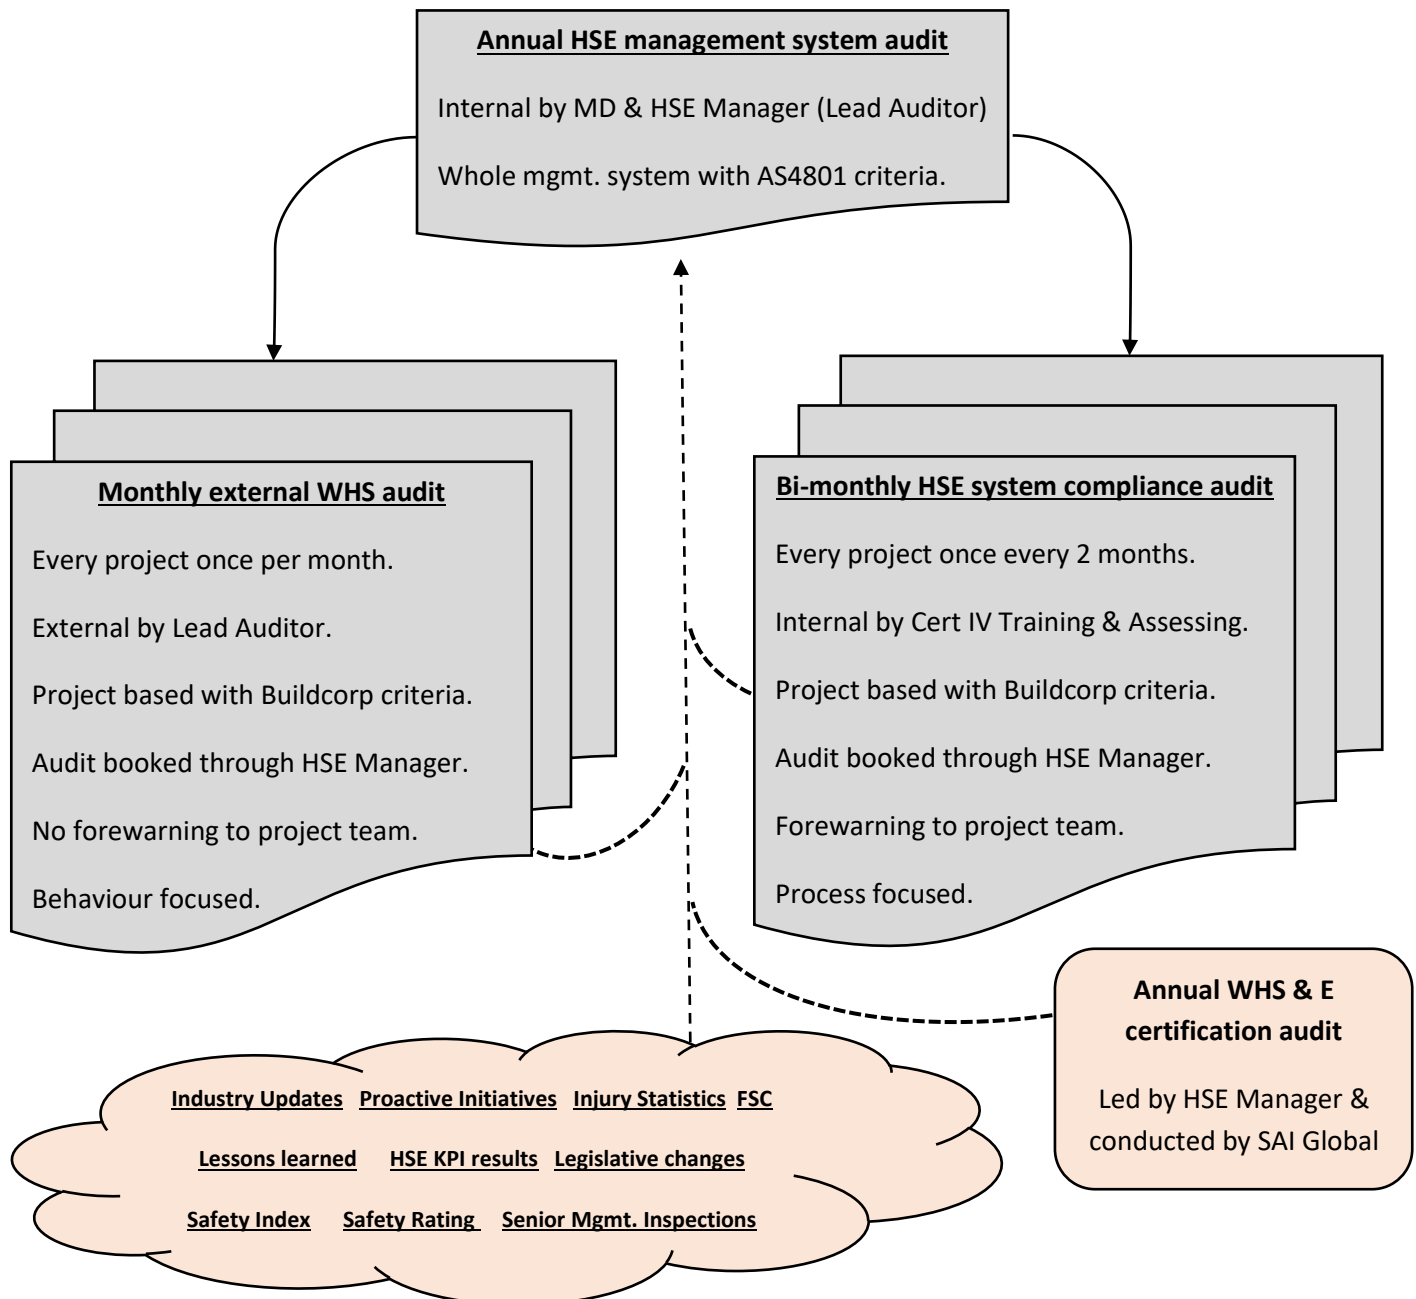 Annual HSE management system audit
Internal by MD & HSE Manager (Lead Auditor)
Whole mgmt. system with AS4801 criteria.
Monthly external WHS audit
Every project once per month.
External by Lead Auditor.
Project based with Buildcorp criteria.
Audit booked through HSE Manager.
No forewarning to project team.
Behaviour focused.
Bi-monthly HSE system compliance audit
Every project once every 2 months.
Internal by Cert IV Training & Assessing.
Project based with Buildcorp criteria.
Audit booked through HSE Manager.
Forewarning to project team.
Process focused.
Annual WHS & E
certification audit
Led by HSE Manager &
conducted by SAI Global
Industry Updates Proactive Initiatives Injury Statistics FSC
Lessons learned HSE KPI results Legislative changes
Safety Index Safety Rating Senior Mgmt. Inspections